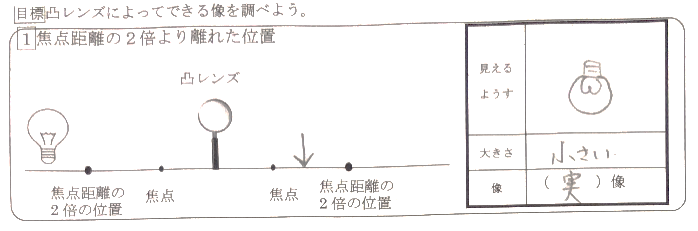 目標 凸レンズによってできる像を調べよう。
1 焦点距離の2倍より離れた位置
凸レンズ
焦点距離の
2倍の位置
焦点
焦点
焦点距離の
2倍の位置
見える
ようす
大きさ 小さい
像 (実)像